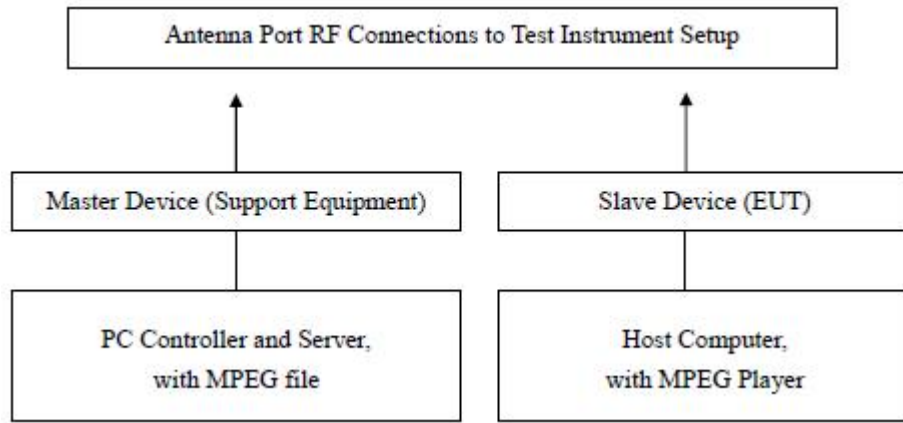 Antenna Port RF Connections to Test Instrument Setup
Master Device (Support Equipment)
Slave Device (EUT)
PC Controller and Server,
with MPEG file
Host Computer,
with MPEG Player